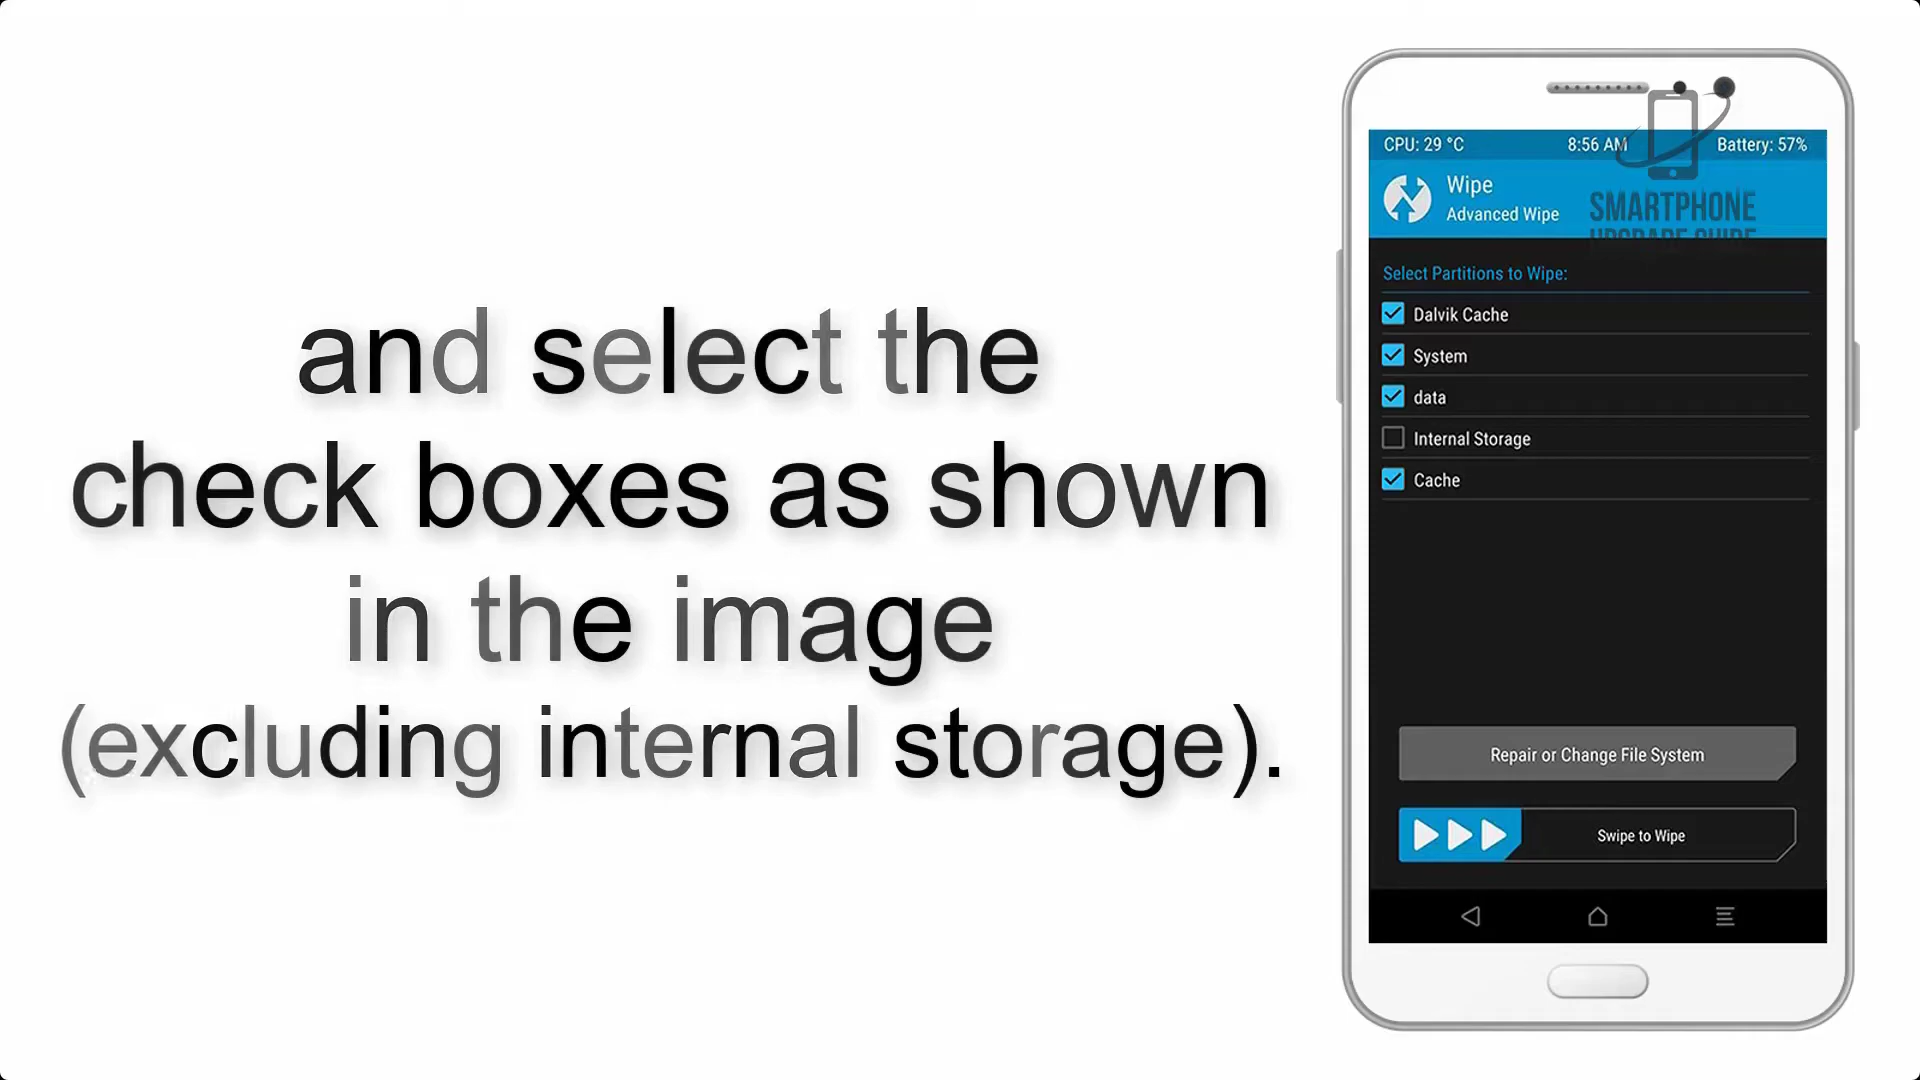 and select the
check boxes as shown
in the image
(excluding internal storage).
CPU: 29 °C 8:56 AM Battery: 57%
Wipe
Advanced Wipe
SMARTPHONE
UPGRADE GUIDE
Select Partitions to Wipe:
Dalvik Cache
System
data
Internal Storage
Cache
Repair or Change File System
Swipe to Wipe